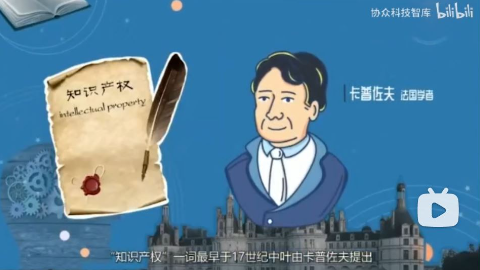 协众科技智库 bilibili
知识产权
intellectual property
卡普佐夫 法国学者
“知识产权”一词最早于17世纪中叶由卡普佐夫提出